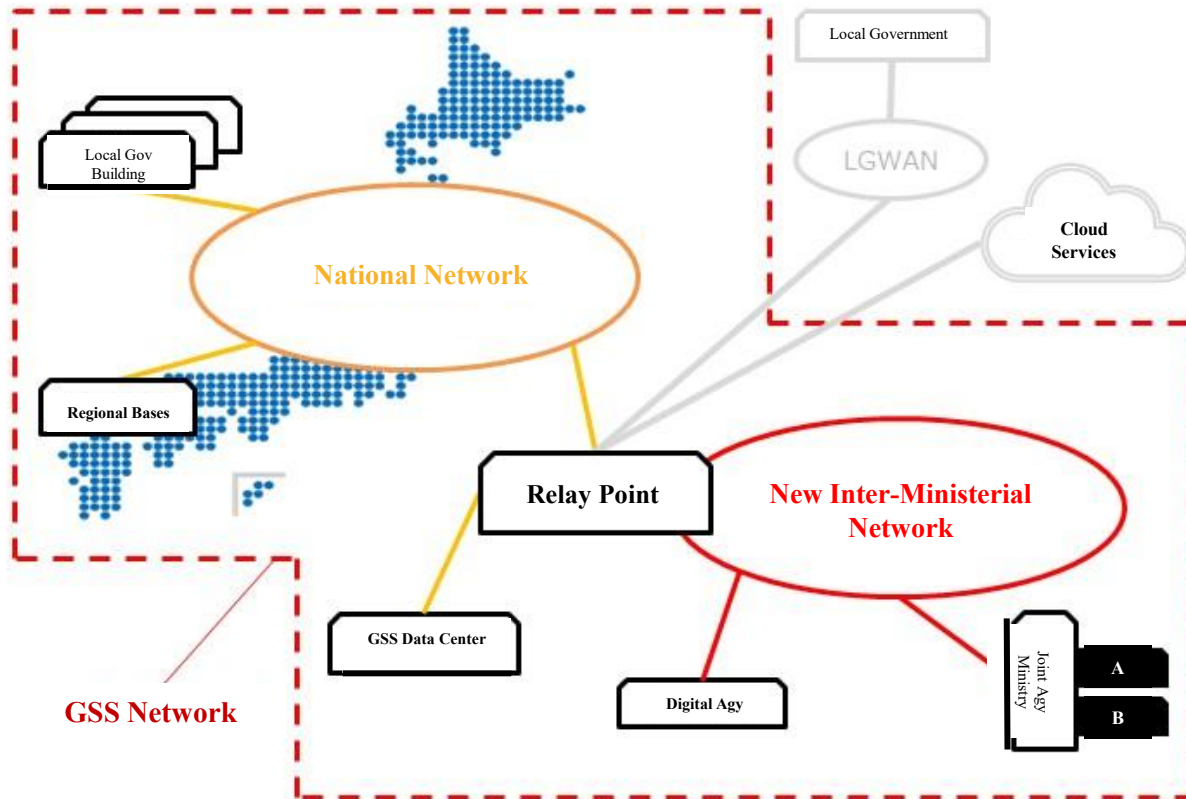 Local Government
Local Gov
Building
LGWAN
Cloud
Services
National Network
Regional Bases
Relay Point
New Inter-Ministerial
Network
GSS Data Center
Joint Agy
Ministry
A
B
Digital Agy
GSS Network